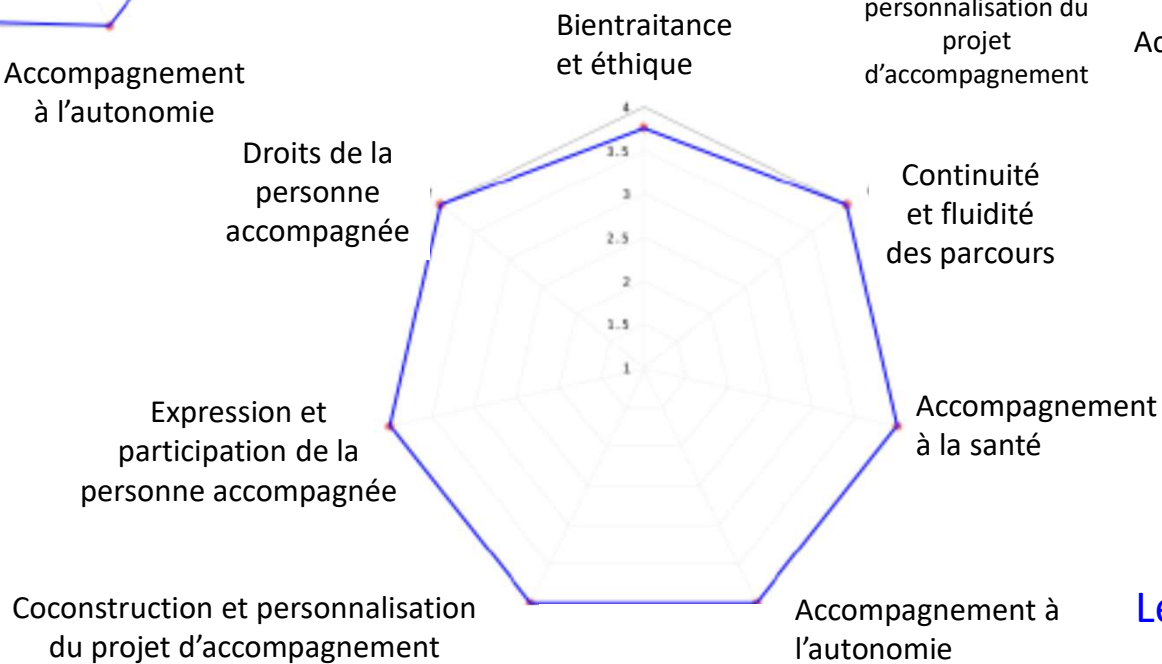 personnalisation du
projet
d’accompagnement
Ac
Accompagnement
à l’autonomie
Bientraitance
et éthique
Droits de la
personne
accompagnée
Continuité
et fluidité
des parcours
4
3.5
3
2.5
2
1.5
1
Expression et
participation de la
personne accompagnée
Accompagnement
à la santé
Coconstruction et personnalisation
du projet d’accompagnement
Accompagnement à
l’autonomie
Le